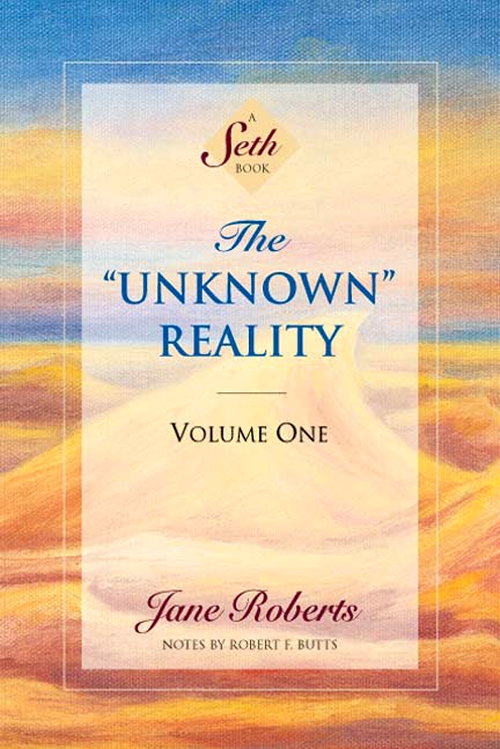 A
Seth
BOOK
The
“UNKNOWN”
REALITY
VOLUME ONE
Jane Roberts
NOTES BY ROBERT F. BUTTS